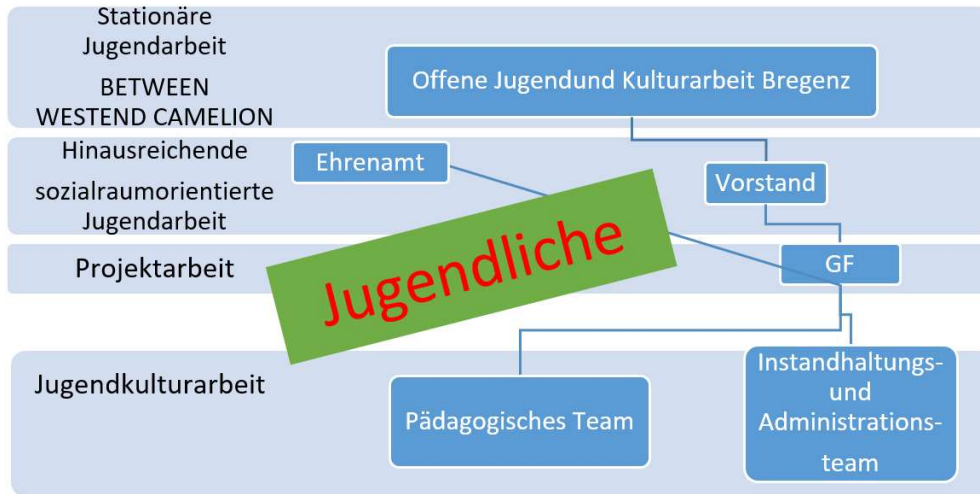 Stationäre
Jugendarbeit
BETWEEN
WESTEND CAMELION
Offene Jugendund Kulturarbeit Bregenz
Hinausreichende
sozialraumorientierte
Jugendarbeit
Ehrenamt
Vorstand
Projektarbeit
Jugendliche
GF
Jugendkulturarbeit
Pädagogisches Team
Instandhaltungs-
und
Administrations-
team